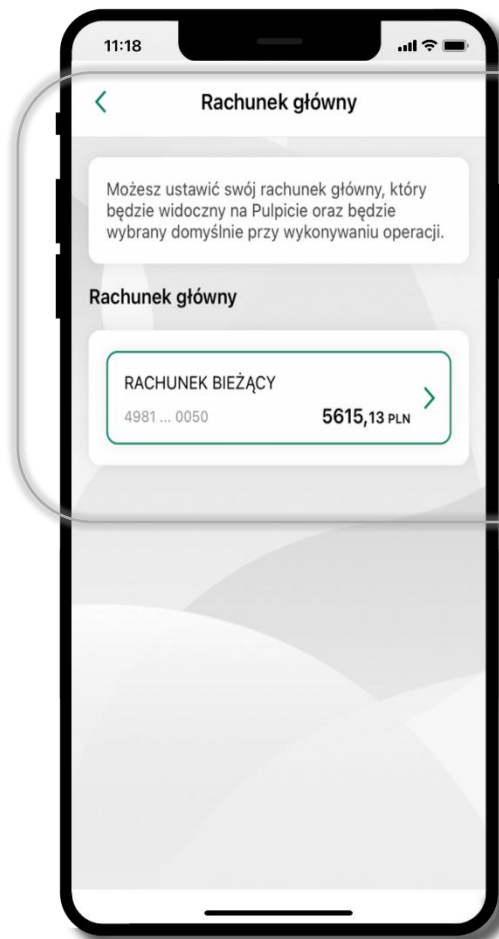 11:18
Rachunek główny
Możesz ustawić swój rachunek główny, który
będzie widoczny na Pulpicie oraz będzie
wybrany domyślnie przy wykonywaniu operacji.
Rachunek główny
RACHUNEK BIEŻĄCY
4981 ... 0050 5615,13 PLN